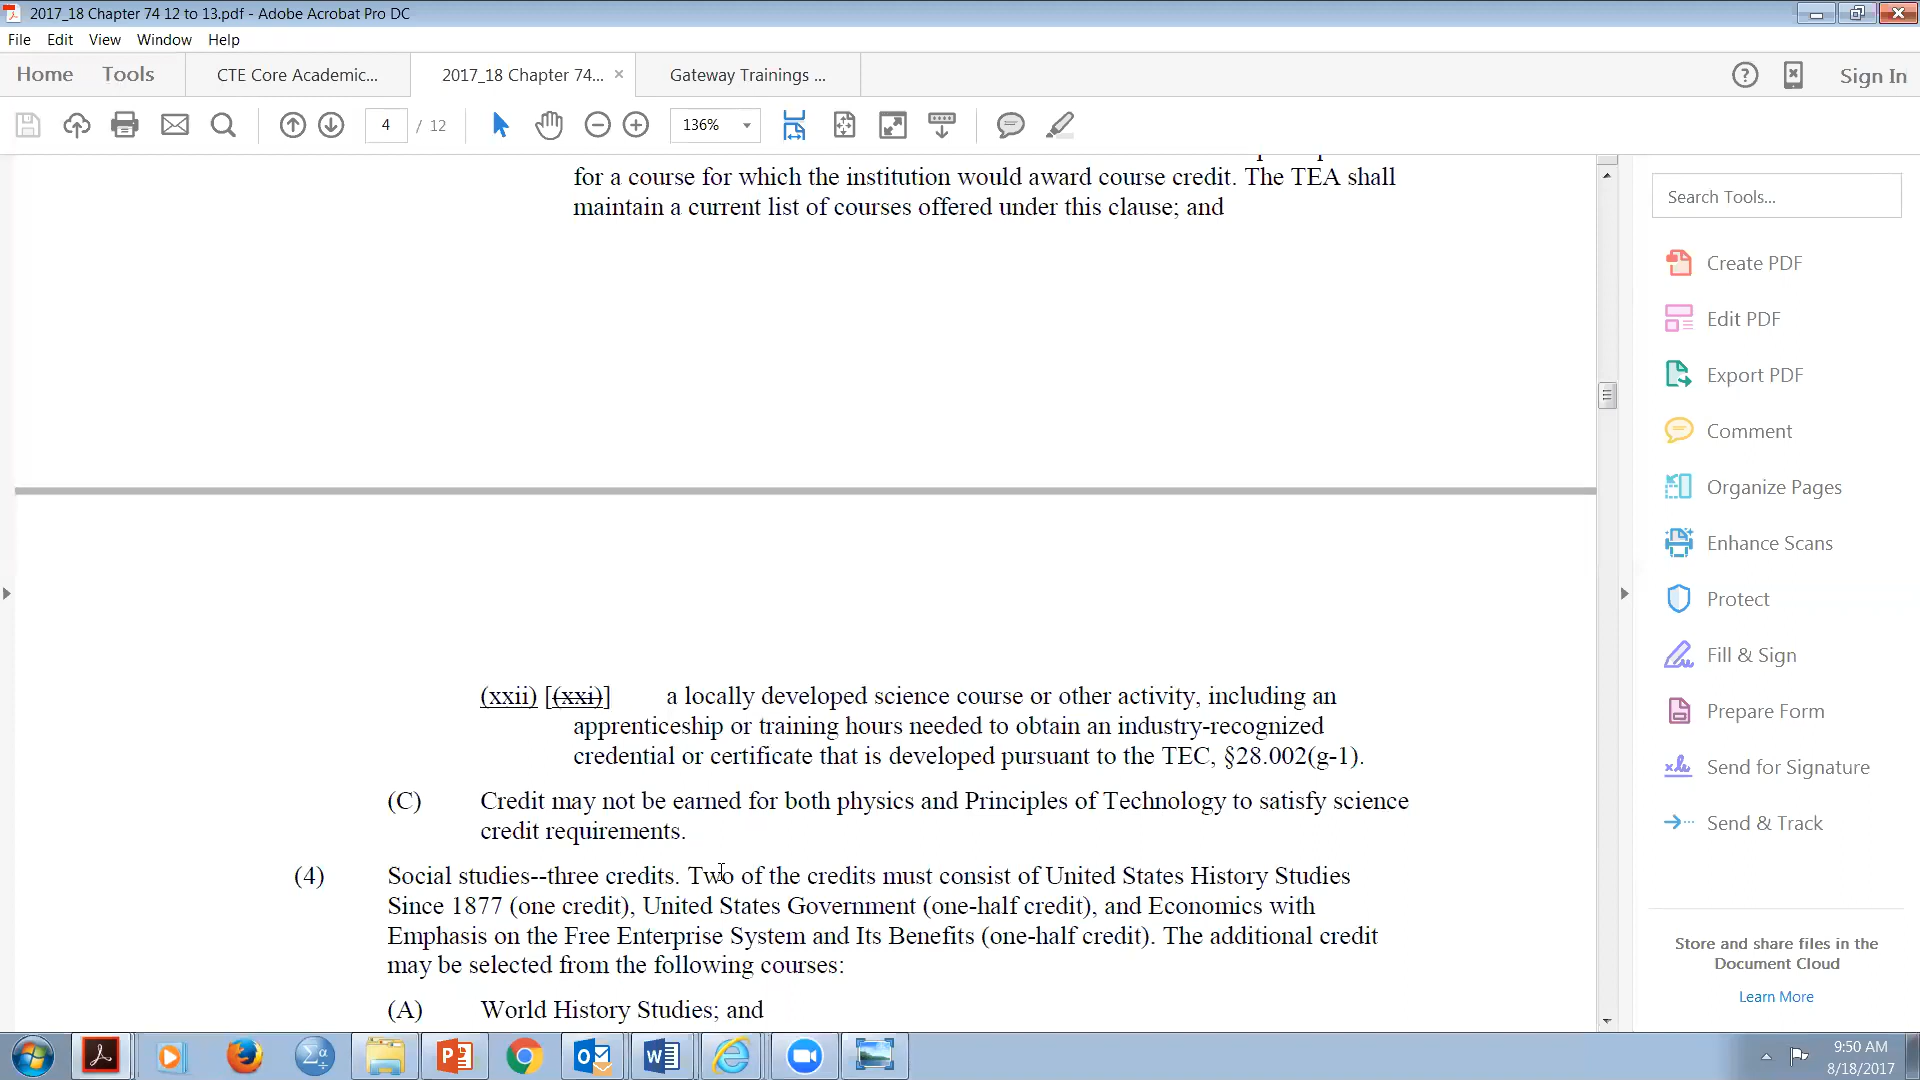 2017_18 Chapter 74 12 to 13.pdf - Adobe Acrobat Pro DC
File Edit View Window Help
Home Tools CTE Core Academic... 2017_18 Chapter 74... × Gateway Trainings ... Sign In
4 / 12 136%
for a course for which the institution would award course credit. The TEA shall
maintain a current list of courses offered under this clause; and
(xxii) [(xxi)] a locally developed science course or other activity, including an
apprenticeship or training hours needed to obtain an industry-recognized
credential or certificate that is developed pursuant to the TEC, §28.002(g-1).
(C) Credit may not be earned for both physics and Principles of Technology to satisfy science
credit requirements.
(4) Social studies--three credits. Two of the credits must consist of United States History Studies
Since 1877 (one credit), United States Government (one-half credit), and Economics with
Emphasis on the Free Enterprise System and Its Benefits (one-half credit). The additional credit
may be selected from the following courses:
(A) World History Studies; and
Search Tools...
Create PDF
Edit PDF
Export PDF
Comment
Organize Pages
Enhance Scans
Protect
Fill & Sign
Prepare Form
Send for Signature
Send & Track
Store and share files in the
Document Cloud
Learn More
9:50 AM
8/18/2017